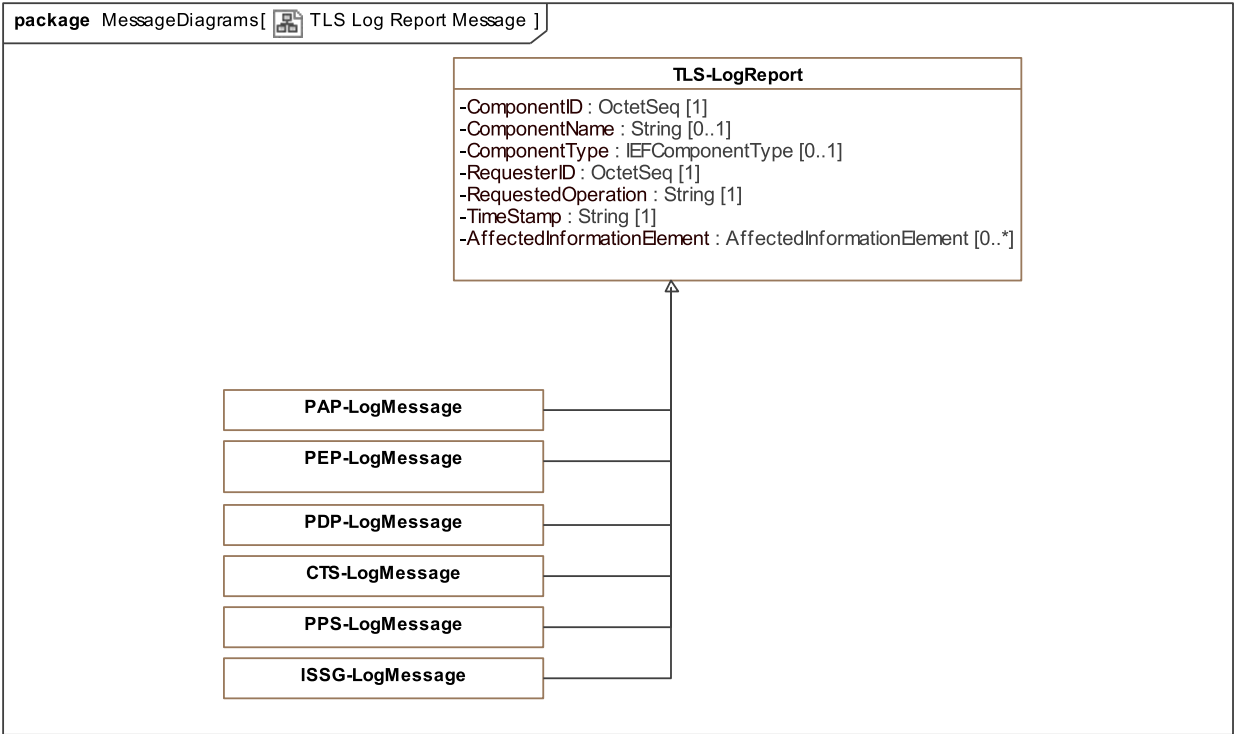 package MessageDiagrams[ TLS Log Report Message ]
TLS-LogReport
-ComponentID : OctetSeq [1]
-ComponentName : String [0..1]
-ComponentType : IEFComponentType [0..1]
-RequesterID : OctetSeq [1]
-RequestedOperation : String [1]
-TimeStamp : String [1]
-AffectedInformationElement : AffectedInformationElement [0..*]
PAP-LogMessage
PEP-LogMessage
PDP-LogMessage
CTS-LogMessage
PPS-LogMessage
ISSG-LogMessage